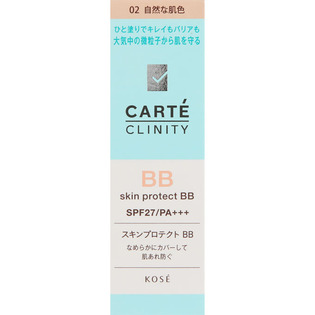 02 自然な肌色
ひと塗りでキレイもバリアも
大気中の微粒子から肌を守る
CARTÉ
CLINITY
BB
skin protect BB
SPF27/PA+++
スキンプロテクト BB
なめらかにカバーして
肌あれ防ぐ
KOSÉ